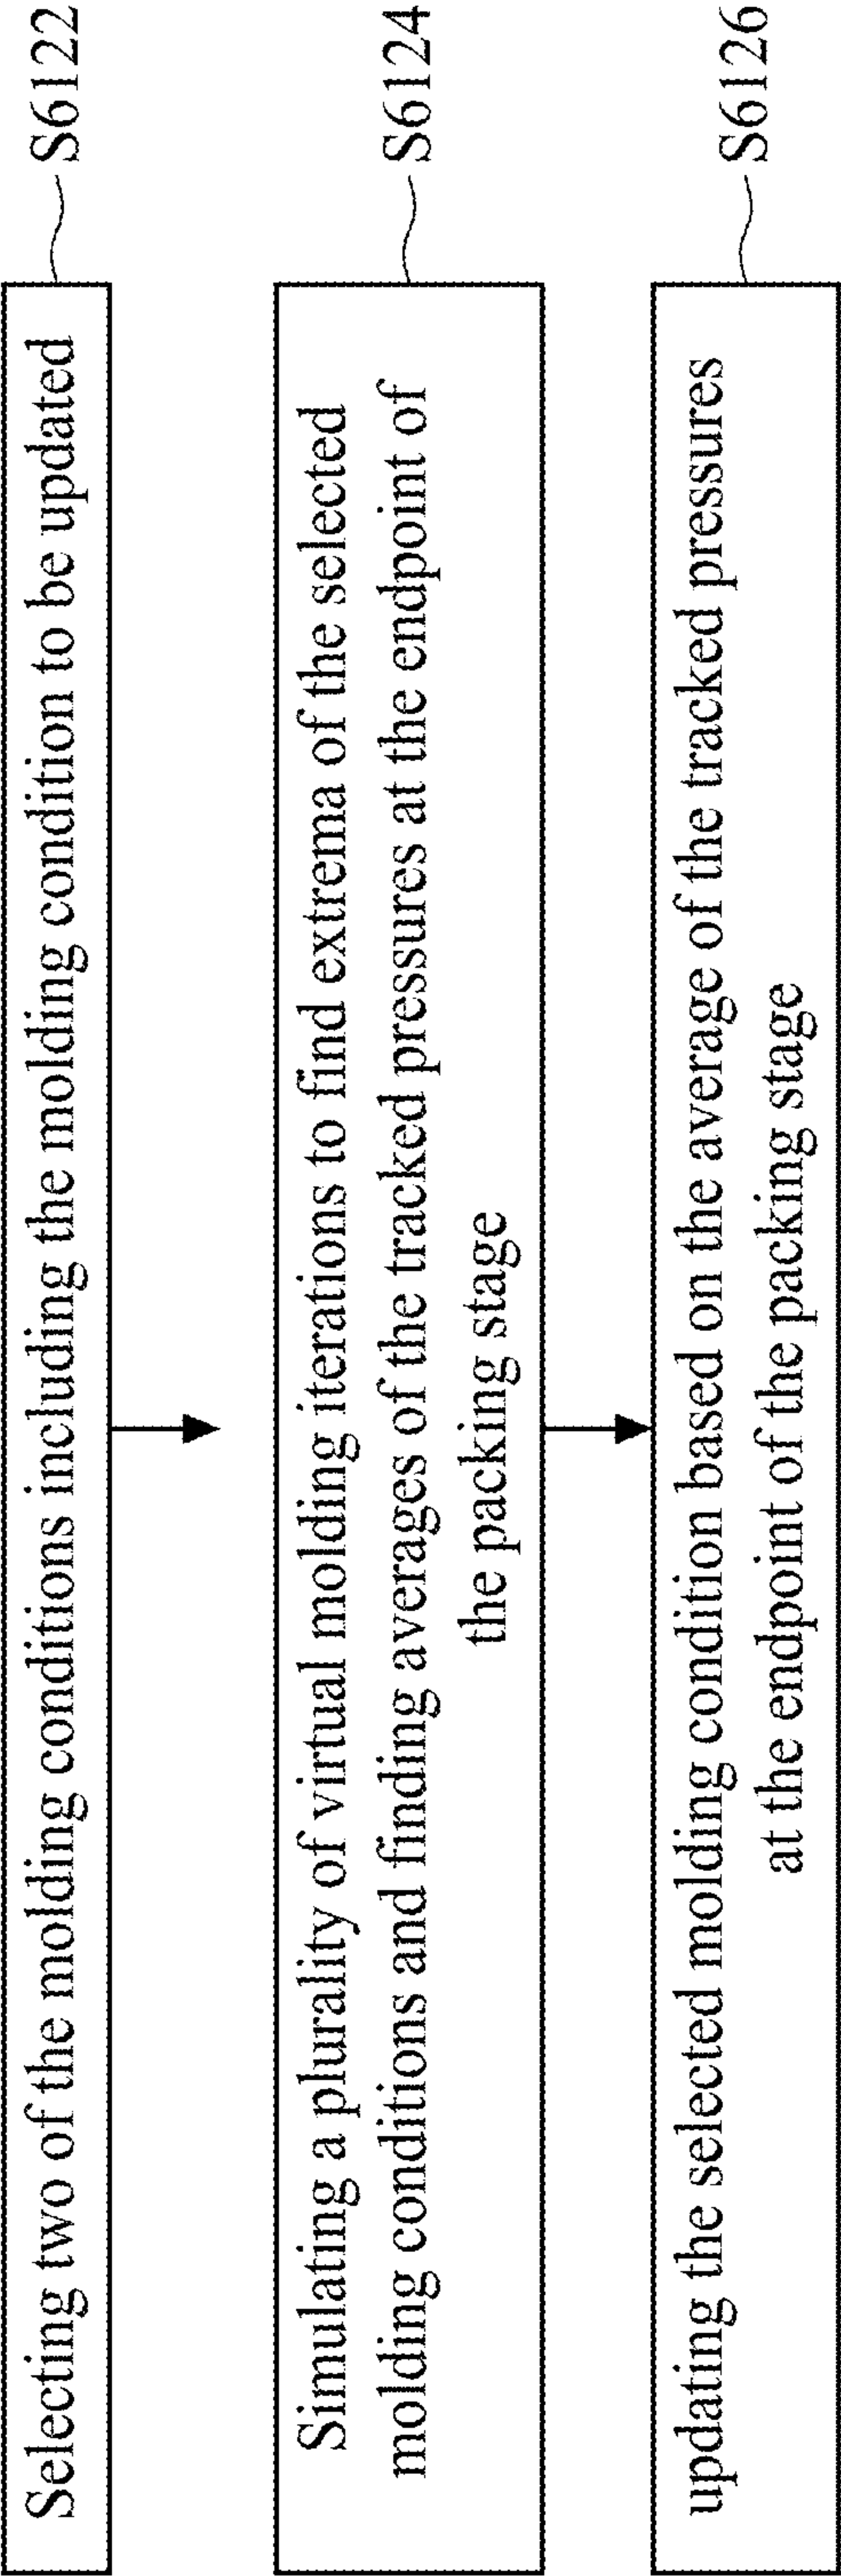 Selecting two of the molding conditions including the molding condition to be updated
S6122
Simulating a plurality of virtual molding iterations to find extrema of the selected
molding conditions and finding averages of the tracked pressures at the endpoint of
the packing stage
S6124
updating the selected molding condition based on the average of the tracked pressures
at the endpoint of the packing stage
S6126